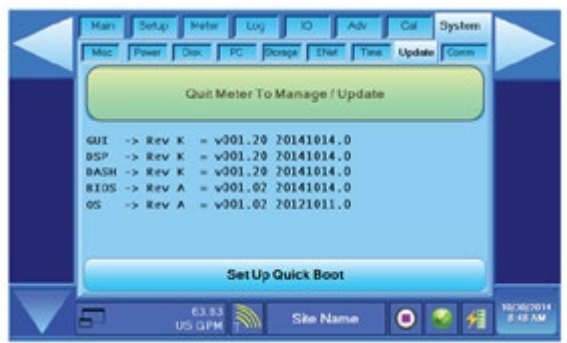 Main Setup Meter Log IO Adv Cal System
Misc Power Disk PC Storage ENet Time Update Comm
Quit Meter To Manage / Update
GUI -> Rev K = v001.20 20141014.0
DSP -> Rev K = v001.20 20141014.0
DASH -> Rev K = v001.20 20141014.0
BIOS -> Rev A = v001.02 20141014.0
OS -> Rev A = v001.02 20121011.0
Set Up Quick Boot
63.83
US GPM
Site Name
10/30/2014
8:48 AM